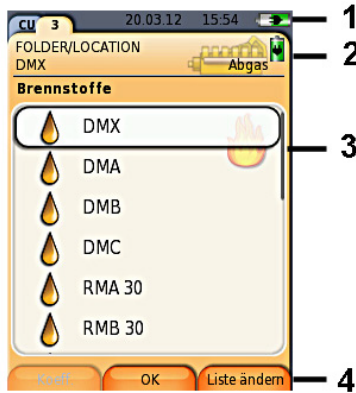 CU 3 20.03.12 15:54 1
FOLDER/LOCATION 2
DMX Abgas
Brennstoffe
DMX
DMA 3
DMB
DMC
RMA 30
RMB 30
Koeff. OK Liste ändern 4